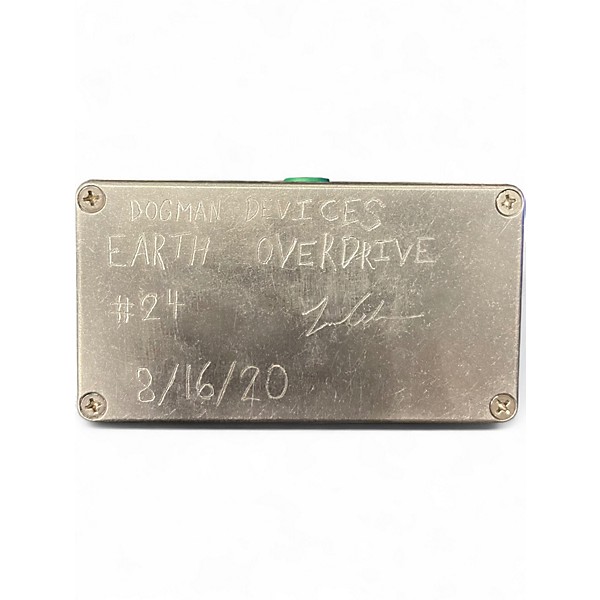 DOGMAN DEVICES
EARTH OVERDRIVE
#24
8/16/20